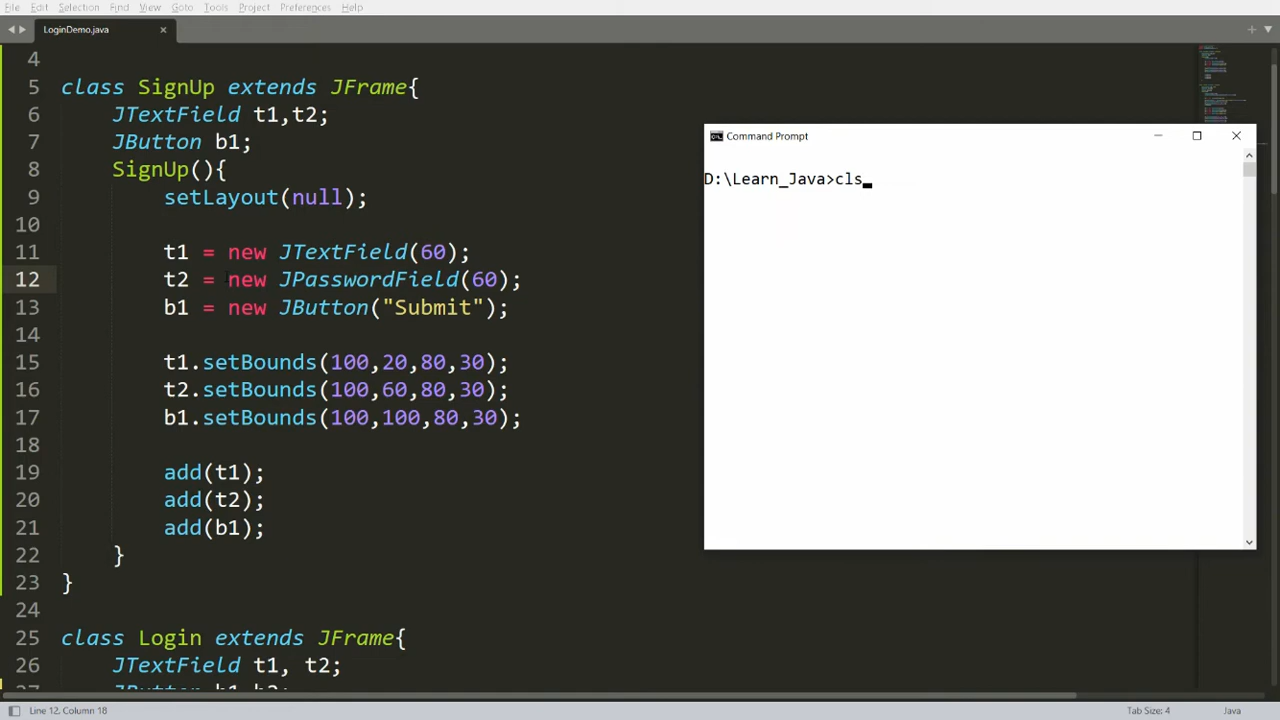 File Edit Selection Find View Goto Tools Project Preferences Help
LoginDemo.java
4
5 class SignUp extends JFrame{
6 JTextField t1,t2;
7 JButton b1;
8 SignUp(){
9 setLayout(null);
10
11 t1 = new JTextField(60);
12 t2 = new JPasswordField(60);
13 b1 = new JButton("Submit");
14
15 t1.setBounds(100,20,80,30);
16 t2.setBounds(100,60,80,30);
17 b1.setBounds(100,100,80,30);
18
19 add(t1);
20 add(t2);
21 add(b1);
22 }
23 }
24
25 class Login extends JFrame{
26 JTextField t1, t2;
27 JButton b1,b2;
Command Prompt
D:\Learn_Java>cls
Line 12, Column 18
Tab Size: 4
Java